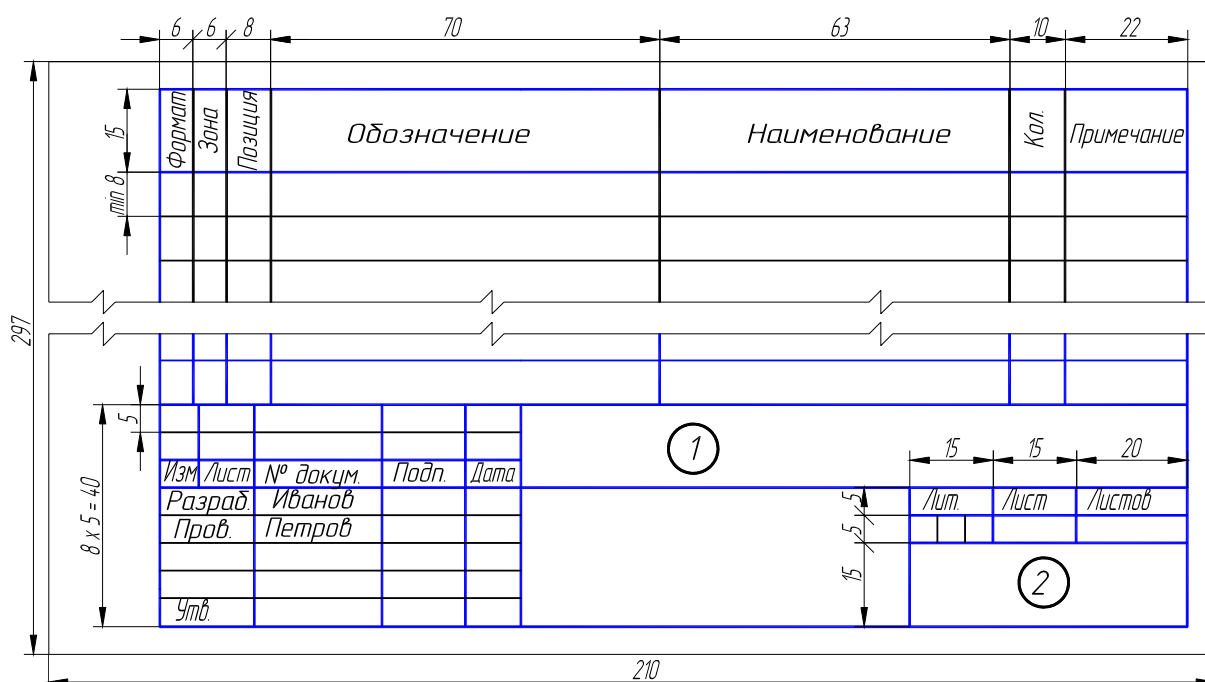 6 6 8 70 63 10 22
Формат Зона Позиция Обозначение Наименование Кол. Примечание
15
min 8
297
5
1
15 15 20
Изм Лист № докум. Подп. Дата
Разраб. Иванов
Пров. Петров
Утв.
8 x 5 = 40
5 Лит. Лист Листов
5
15
2
210